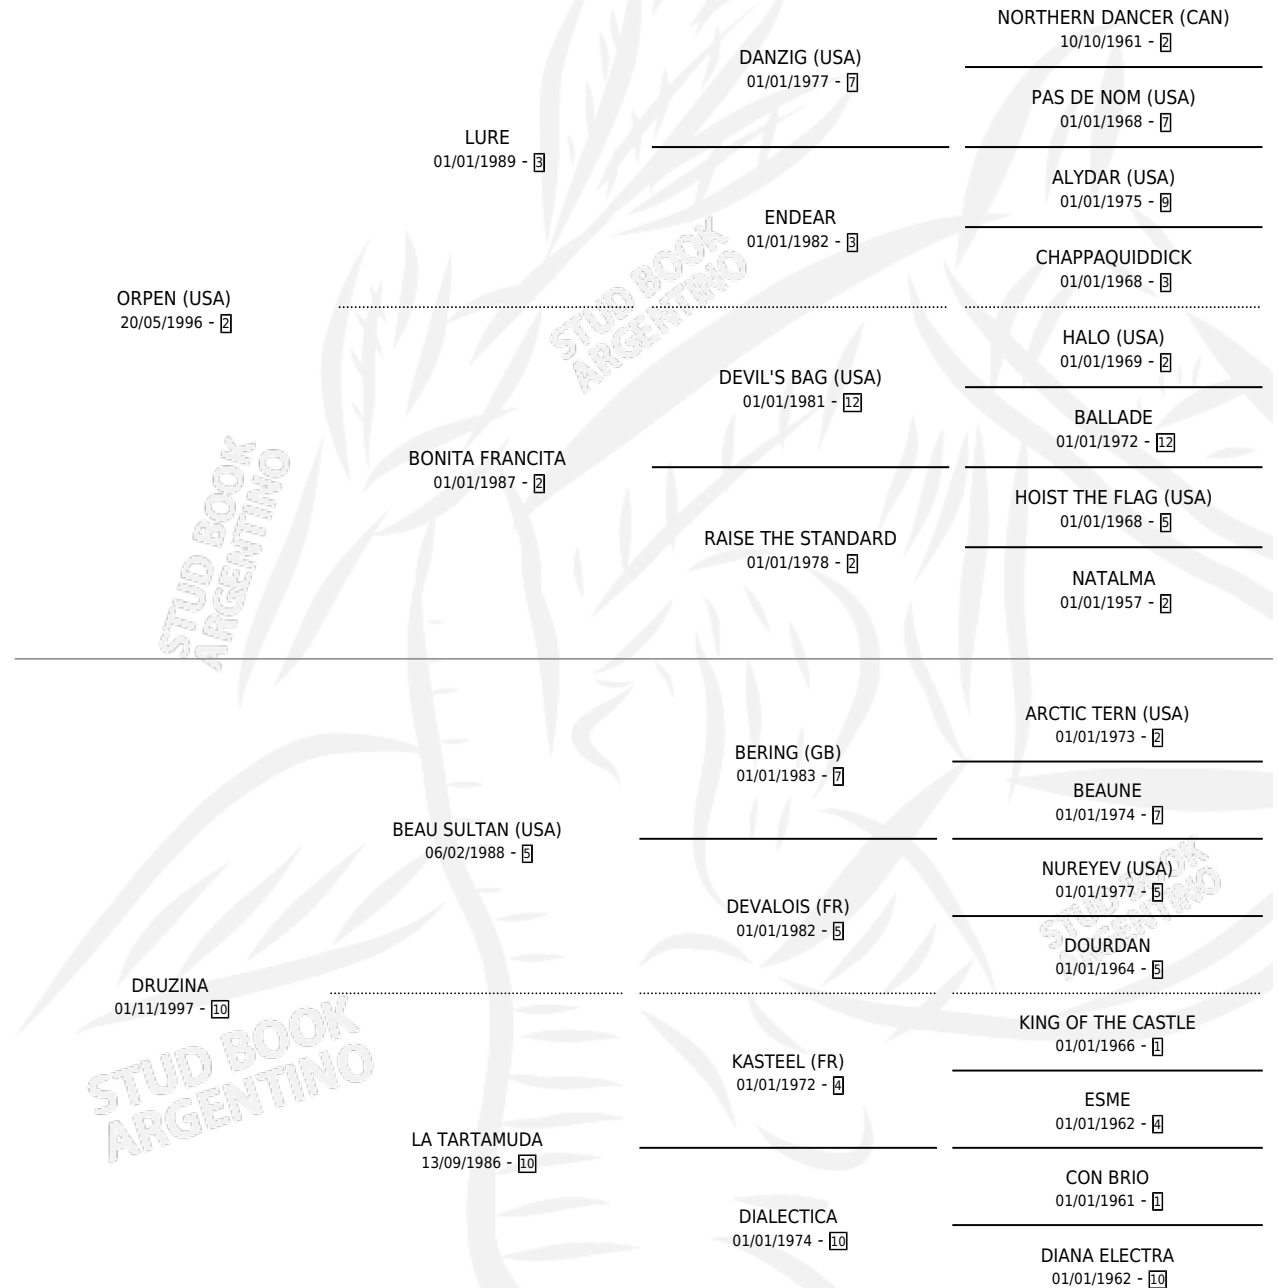 NORTHERN DANCER (CAN)
10/10/1961 - 2
DANZIG (USA)
01/01/1977 - 7
PAS DE NOM (USA)
01/01/1968 - 7
LURE
01/01/1989 - 3
ALYDAR (USA)
01/01/1975 - 9
ENDEAR
01/01/1982 - 3
CHAPPAQUIDDICK
01/01/1968 - 3
ORPEN (USA)
20/05/1996 - 2
HALO (USA)
01/01/1969 - 2
DEVIL'S BAG (USA)
01/01/1981 - 12
BALLADE
01/01/1972 - 12
BONITA FRANCITA
01/01/1987 - 2
HOIST THE FLAG (USA)
01/01/1968 - 5
RAISE THE STANDARD
01/01/1978 - 2
NATALMA
01/01/1957 - 2
ARCTIC TERN (USA)
01/01/1973 - 2
BERING (GB)
01/01/1983 - 7
BEAUNE
01/01/1974 - 7
BEAU SULTAN (USA)
06/02/1988 - 5
NUREYEV (USA)
01/01/1977 - 5
DEVALOIS (FR)
01/01/1982 - 5
DOURDAN
01/01/1964 - 5
DRUZINA
01/11/1997 - 10
KING OF THE CASTLE
01/01/1966 - 1
KASTEEL (FR)
01/01/1972 - 4
ESME
01/01/1962 - 4
LA TARTAMUDA
13/09/1986 - 10
CON BRIO
01/01/1961 - 1
DIALECTICA
01/01/1974 - 10
DIANA ELECTRA
01/01/1962 - 10
STUD BOOK
ARGENTINO
STUD BOOK
ARGENTINO
STUD BOOK
ARGENTINO
STUD BOOK
ARGENTINO